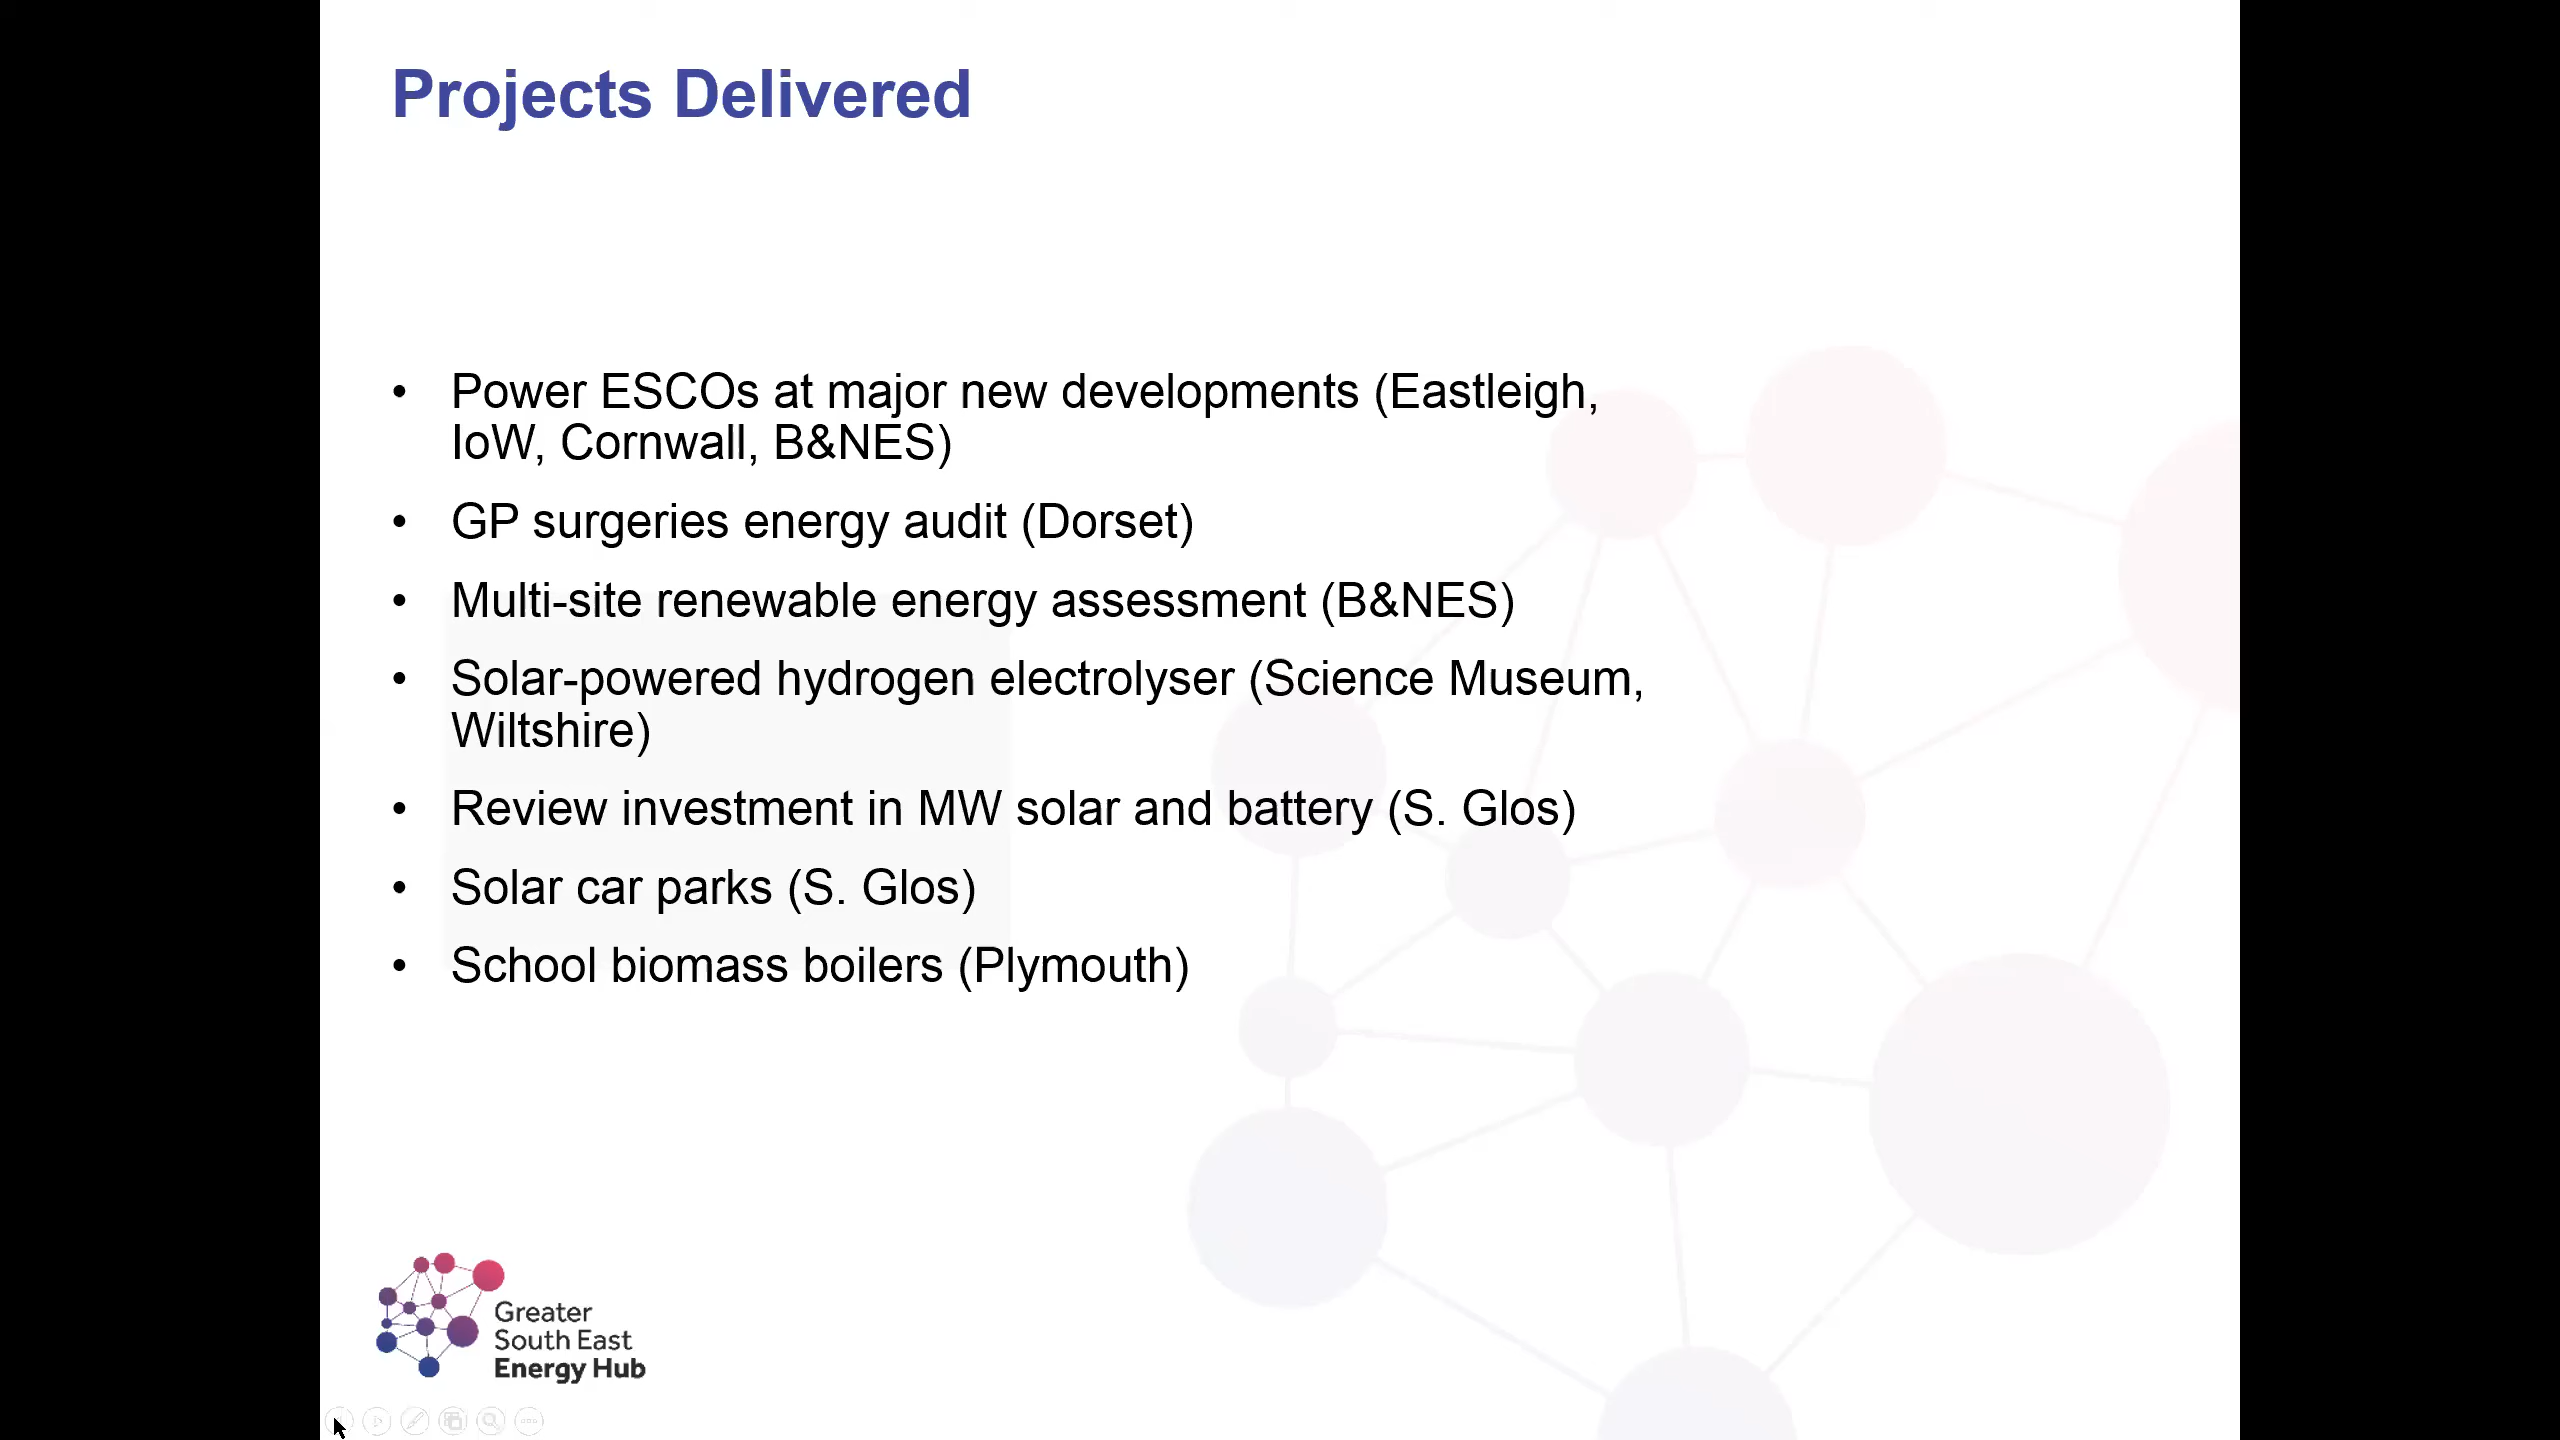 Projects Delivered
• Power ESCOs at major new developments (Eastleigh,
IoW, Cornwall, B&NES)
• GP surgeries energy audit (Dorset)
• Multi-site renewable energy assessment (B&NES)
• Solar-powered hydrogen electrolyser (Science Museum,
Wiltshire)
• Review investment in MW solar and battery (S. Glos)
• Solar car parks (S. Glos)
• School biomass boilers (Plymouth)
Greater
South East
Energy Hub